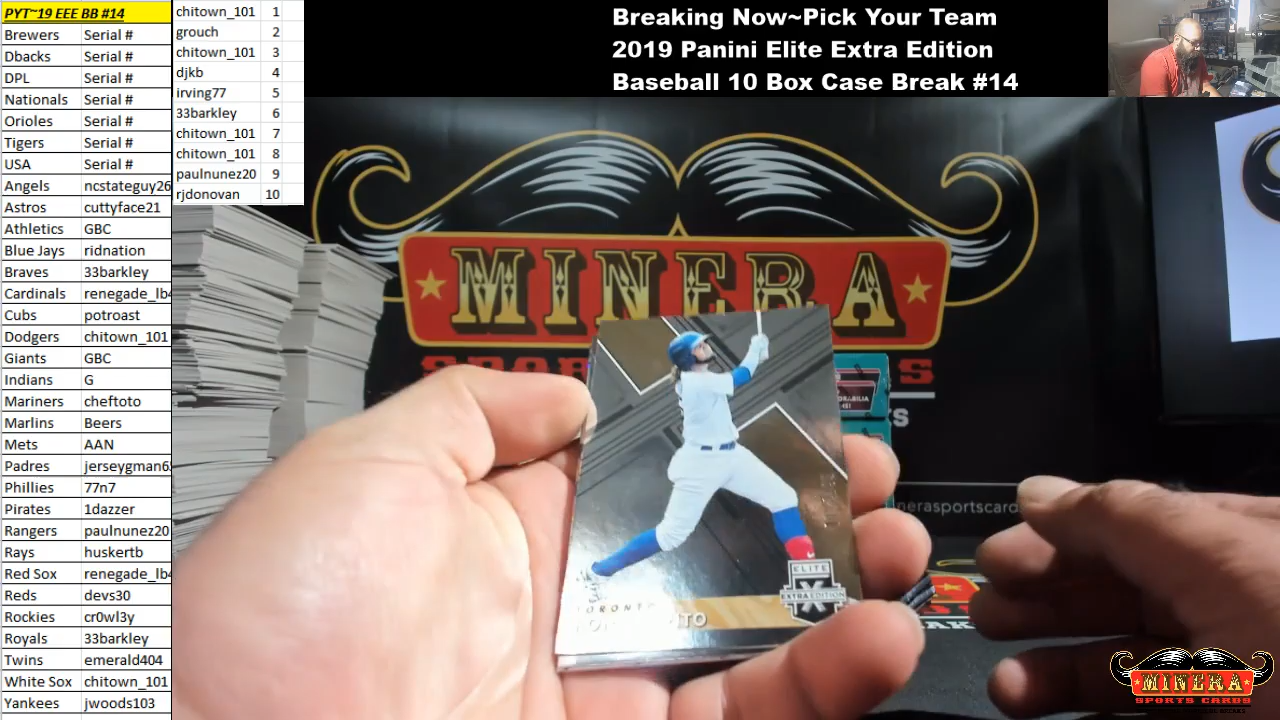 PYT~19 EEE BB #14
Brewers Serial #
Dbacks Serial #
DPL Serial #
Nationals Serial #
Orioles Serial #
Tigers Serial #
USA Serial #
Angels ncstateguy26
Astros cuttyface21
Athletics GBC
Blue Jays ridnation
Braves 33barkley
Cardinals renegade_lb4
Cubs potroast
Dodgers chitown_101
Giants GBC
Indians G
Mariners cheftoto
Marlins Beers
Mets AAN
Padres jerseygman6
Phillies 77n7
Pirates 1dazzer
Rangers paulnunez20
Rays huskertb
Red Sox renegade_lb4
Reds devs30
Rockies cr0wl3y
Royals 33barkley
Twins emerald404
White Sox chitown_101
Yankees jwoods103
chitown_101 1
grouch 2
chitown_101 3
djkb 4
irving77 5
33barkley 6
chitown_101 7
chitown_101 8
paulnunez20 9
rjdonovan 10
Breaking Now~Pick Your Team
2019 Panini Elite Extra Edition
Baseball 10 Box Case Break #14
MINERA
nerasportscard
ELITE
EXTRA EDITION
MINERA
SPORTS CARDS